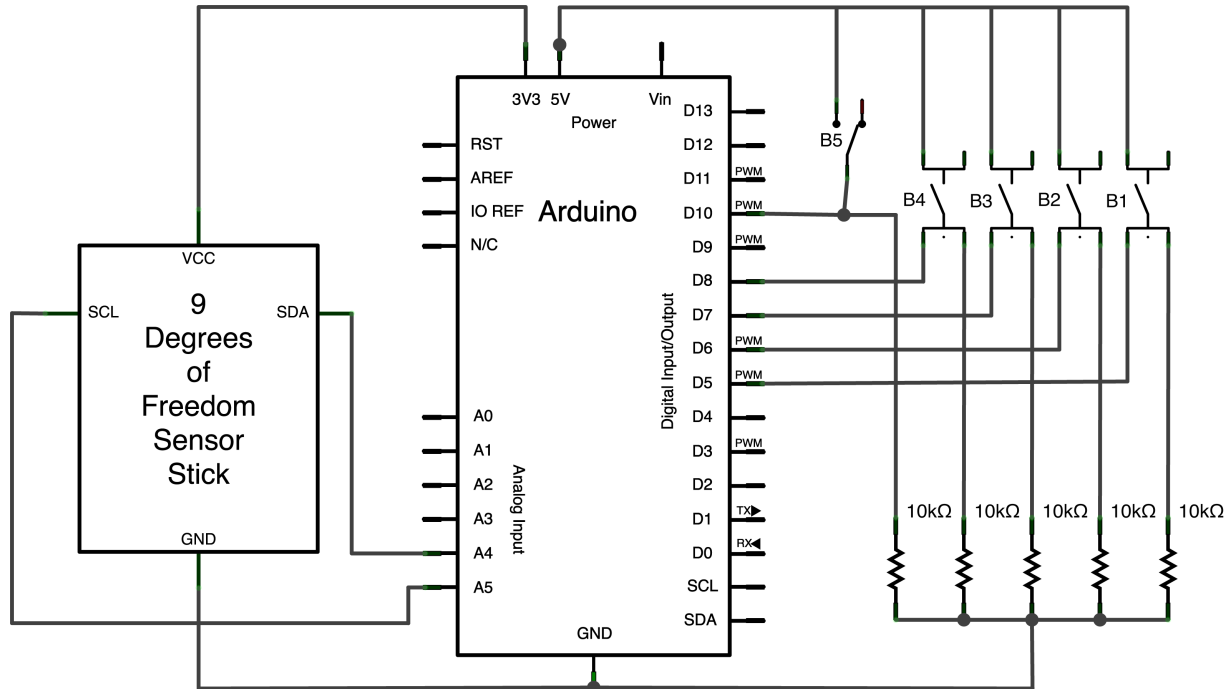 VCC
SCL
SDA
9
Degrees
of
Freedom
Sensor
Stick
GND
3V3 5V Vin
Power
Arduino
RST
AREF
IO REF
N/C
A0
A1
A2
A3
A4
A5
Analog Input
GND
D13
D12
D11 PWM
D10 PWM
D9 PWM
D8
D7
D6 PWM
D5 PWM
D4
D3 PWM
D2
D1 TX
D0 RX
SCL
SDA
Digital Input/Output
B5
B4
B3
B2
B1
10kΩ
10kΩ
10kΩ
10kΩ
10kΩ